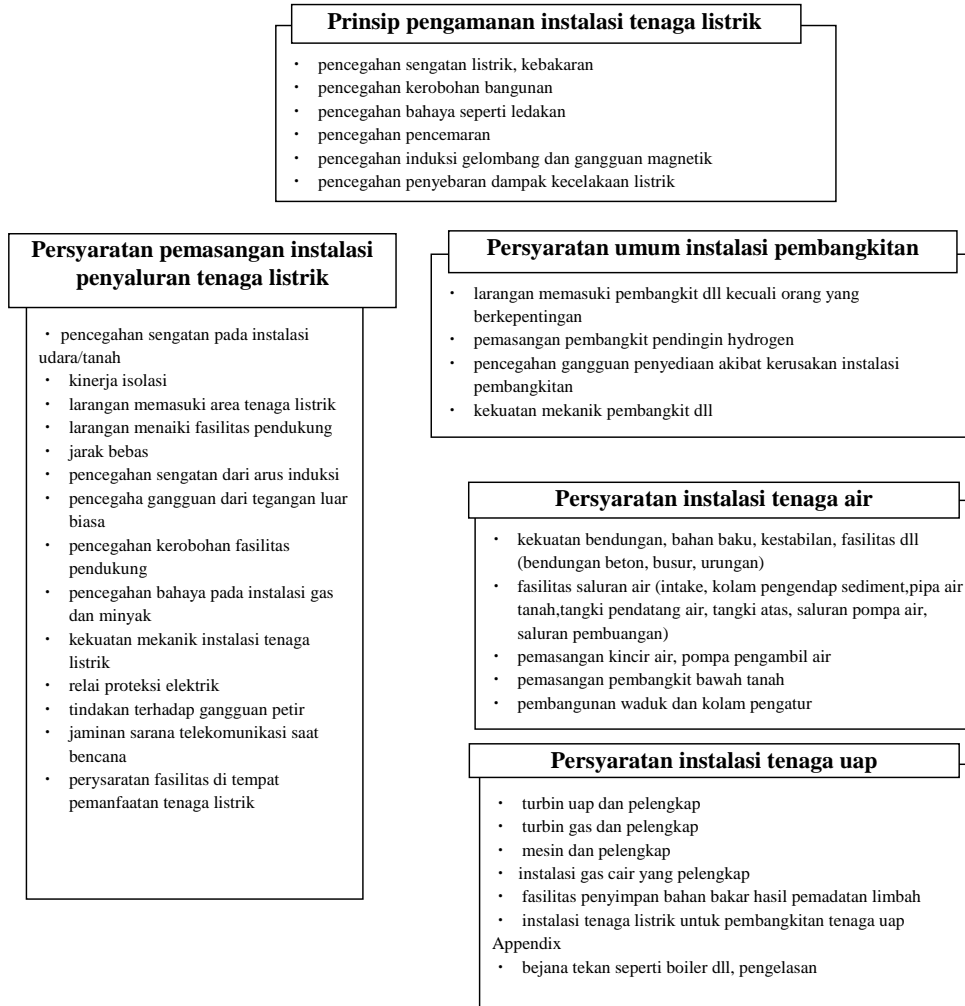 Prinsip pengamanan instalasi tenaga listrik
・ pencegahan sengatan listrik, kebakaran
・ pencegahan kerobohan bangunan
・ pencegahan bahaya seperti ledakan
・ pencegahan pencemaran
・ pencegahan induksi gelombang dan gangguan magnetik
・ pencegahan penyebaran dampak kecelakaan listrik
Persyaratan pemasangan instalasi
penyaluran tenaga listrik
・ pencegahan sengatan pada instalasi
udara/tanah
・ kinerja isolasi
・ larangan memasuki area tenaga listrik
・ larangan menaiki fasilitas pendukung
・ jarak bebas
・ pencegahan sengatan dari arus induksi
・ pencegaha gangguan dari tegangan luar
biasa
・ pencegahan kerobohan fasilitas
pendukung
・ pencegahan bahaya pada instalasi gas
dan minyak
・ kekuatan mekanik instalasi tenaga
listrik
・ relai proteksi elektrik
・ tindakan terhadap gangguan petir
・ jaminan sarana telekomunikasi saat
bencana
・ perysaratan fasilitas di tempat
pemanfaatan tenaga listrik
Persyaratan umum instalasi pembangkitan
・ larangan memasuki pembangkit dll kecuali orang yang
berkepentingan
・ pemasangan pembangkit pendingin hydrogen
・ pencegahan gangguan penyediaan akibat kerusakan instalasi
pembangkitan
・ kekuatan mekanik pembangkit dll
Persyaratan instalasi tenaga air
・ kekuatan bendungan, bahan baku, kestabilan, fasilitas dll
(bendungan beton, busur, urungan)
・ fasilitas saluran air (intake, kolam pengendap sediment,pipa air
tanah,tangki pendatang air, tangki atas, saluran pompa air,
saluran pembuangan)
・ pemasangan kincir air, pompa pengambil air
・ pemasangan pembangkit bawah tanah
・ pembangunan waduk dan kolam pengatur
Persyaratan instalasi tenaga uap
・ turbin uap dan pelengkap
・ turbin gas dan pelengkap
・ mesin dan pelengkap
・ instalasi gas cair yang pelengkap
・ fasilitas penyimpan bahan bakar hasil pemadatan limbah
・ instalasi tenaga listrik untuk pembangkitan tenaga uap
Appendix
・ bejana tekan seperti boiler dll, pengelasan